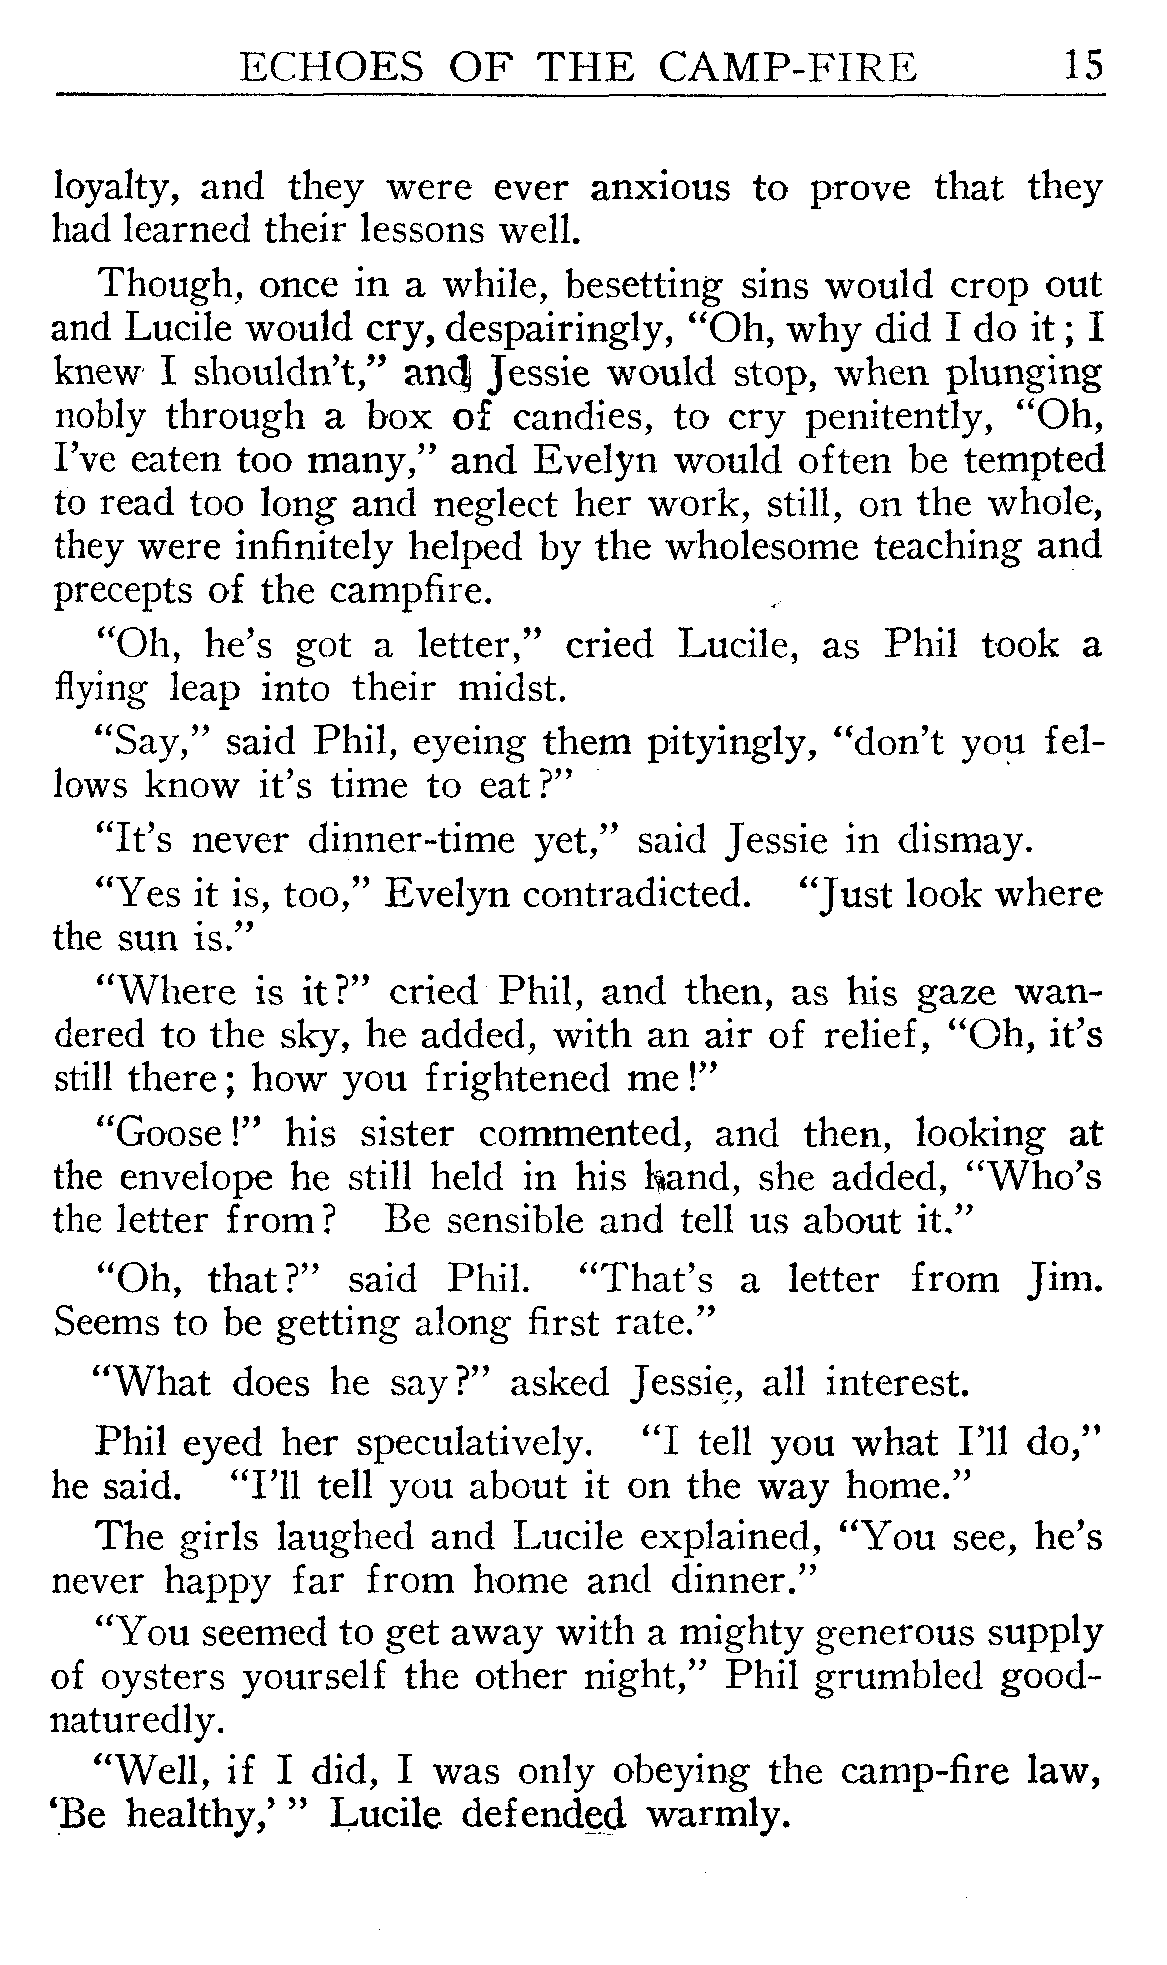 ECHOES OF THE CAMP-FIRE 15
loyalty, and they were ever anxious to prove that they
had learned their lessons well.
Though, once in a while, besetting sins would crop out
and Lucile would cry, despairingly, “Oh, why did I do it; I
knew I shouldn’t,” and Jessie would stop, when plunging
nobly through a box of candies, to cry penitently, “Oh,
I’ve eaten too many,” and Evelyn would often be tempted
to read too long and neglect her work, still, on the whole,
they were infinitely helped by the wholesome teaching and
precepts of the campfire.
“Oh, he’s got a letter,” cried Lucile, as Phil took a
flying leap into their midst.
“Say,” said Phil, eyeing them pityingly, “don’t you fel-
lows know it’s time to eat?”
“It’s never dinner-time yet,” said Jessie in dismay.
“Yes it is, too,” Evelyn contradicted. “Just look where
the sun is.”
“Where is it?” cried Phil, and then, as his gaze wan-
dered to the sky, he added, with an air of relief, “Oh, it’s
still there; how you frightened me!”
“Goose!” his sister commented, and then, looking at
the envelope he still held in his hand, she added, “Who’s
the letter from? Be sensible and tell us about it.”
“Oh, that?” said Phil. “That’s a letter from Jim.
Seems to be getting along first rate.”
“What does he say?” asked Jessie, all interest.
Phil eyed her speculatively. “I tell you what I’ll do,”
he said. “I’ll tell you about it on the way home.”
The girls laughed and Lucile explained, “You see, he’s
never happy far from home and dinner.”
“You seemed to get away with a mighty generous supply
of oysters yourself the other night,” Phil grumbled good-
naturedly.
“Well, if I did, I was only obeying the camp-fire law,
‘Be healthy,’ ” Lucile defended warmly.